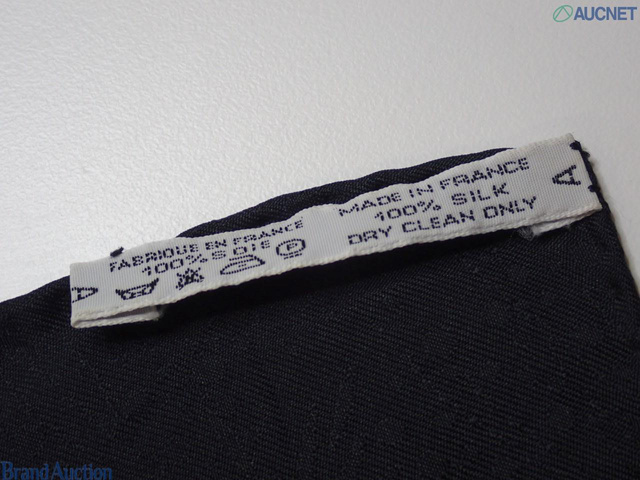 AUCNET
A
FABRIQUE EN FRANCE
100% SOIE
P
MADE IN FRANCE
100% SILK
DRY CLEAN ONLY
A
Brand Auction